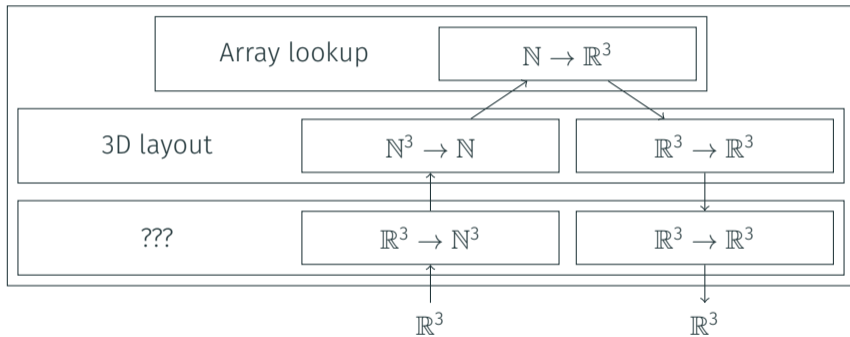 Array lookup ℕ → ℝ³
3D layout ℕ³ → ℕ ℝ³ → ℝ³
??? ℝ³ → ℕ³ ℝ³ → ℝ³
ℝ³ ℝ³